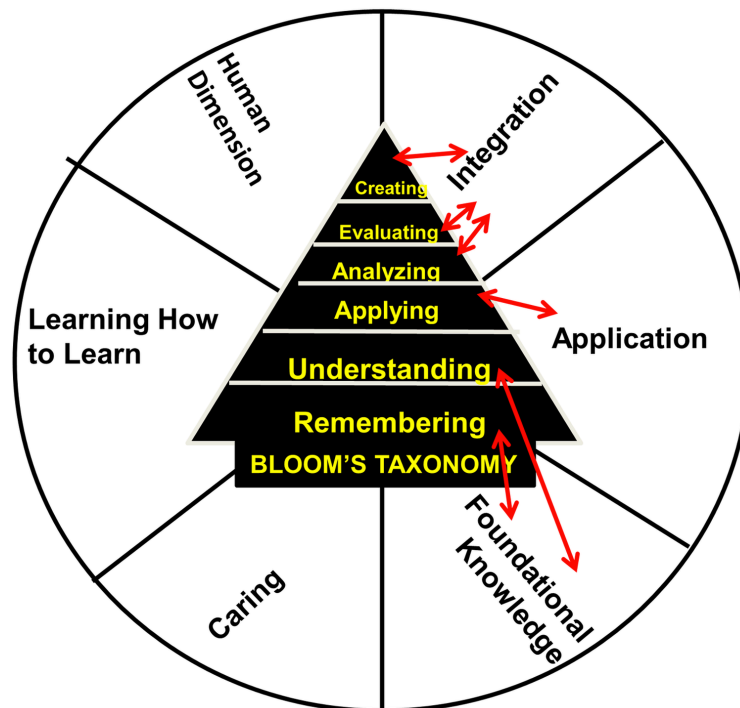 Human
Dimension
Integration
Creating
Evaluating
Analyzing
Applying
Learning How
to Learn
Application
Understanding
Remembering
BLOOM'S TAXONOMY
Foundational
Knowledge
Caring